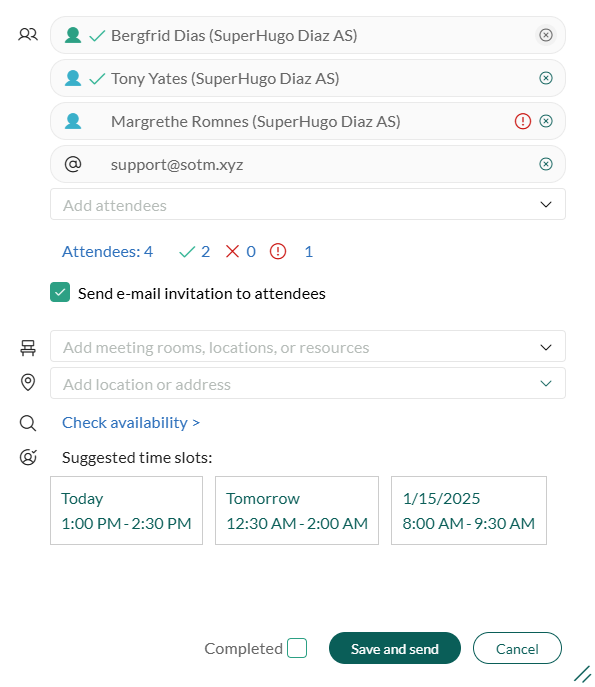 Bergfrid Dias (SuperHugo Diaz AS)
Tony Yates (SuperHugo Diaz AS)
Margrethe Romnes (SuperHugo Diaz AS)
@ support@sotm.xyz
Add attendees
Attendees: 4 2 0 1
Send e-mail invitation to attendees
Add meeting rooms, locations, or resources
Add location or address
Check availability >
Suggested time slots:
Today
1:00 PM - 2:30 PM
Tomorrow
12:30 AM - 2:00 AM
1/15/2025
8:00 AM - 9:30 AM
Completed
Save and send
Cancel